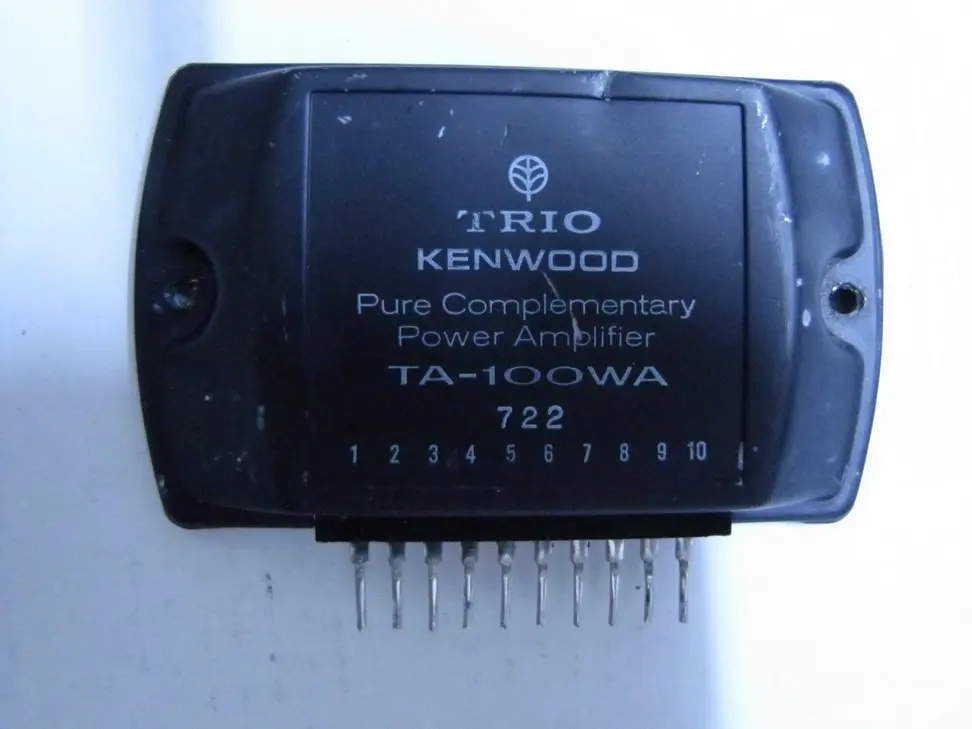 TRIO
KENWOOD
Pure Complementary
Power Amplifier
TA-100WA
722
1 2 3 4 5 6 7 8 9 10